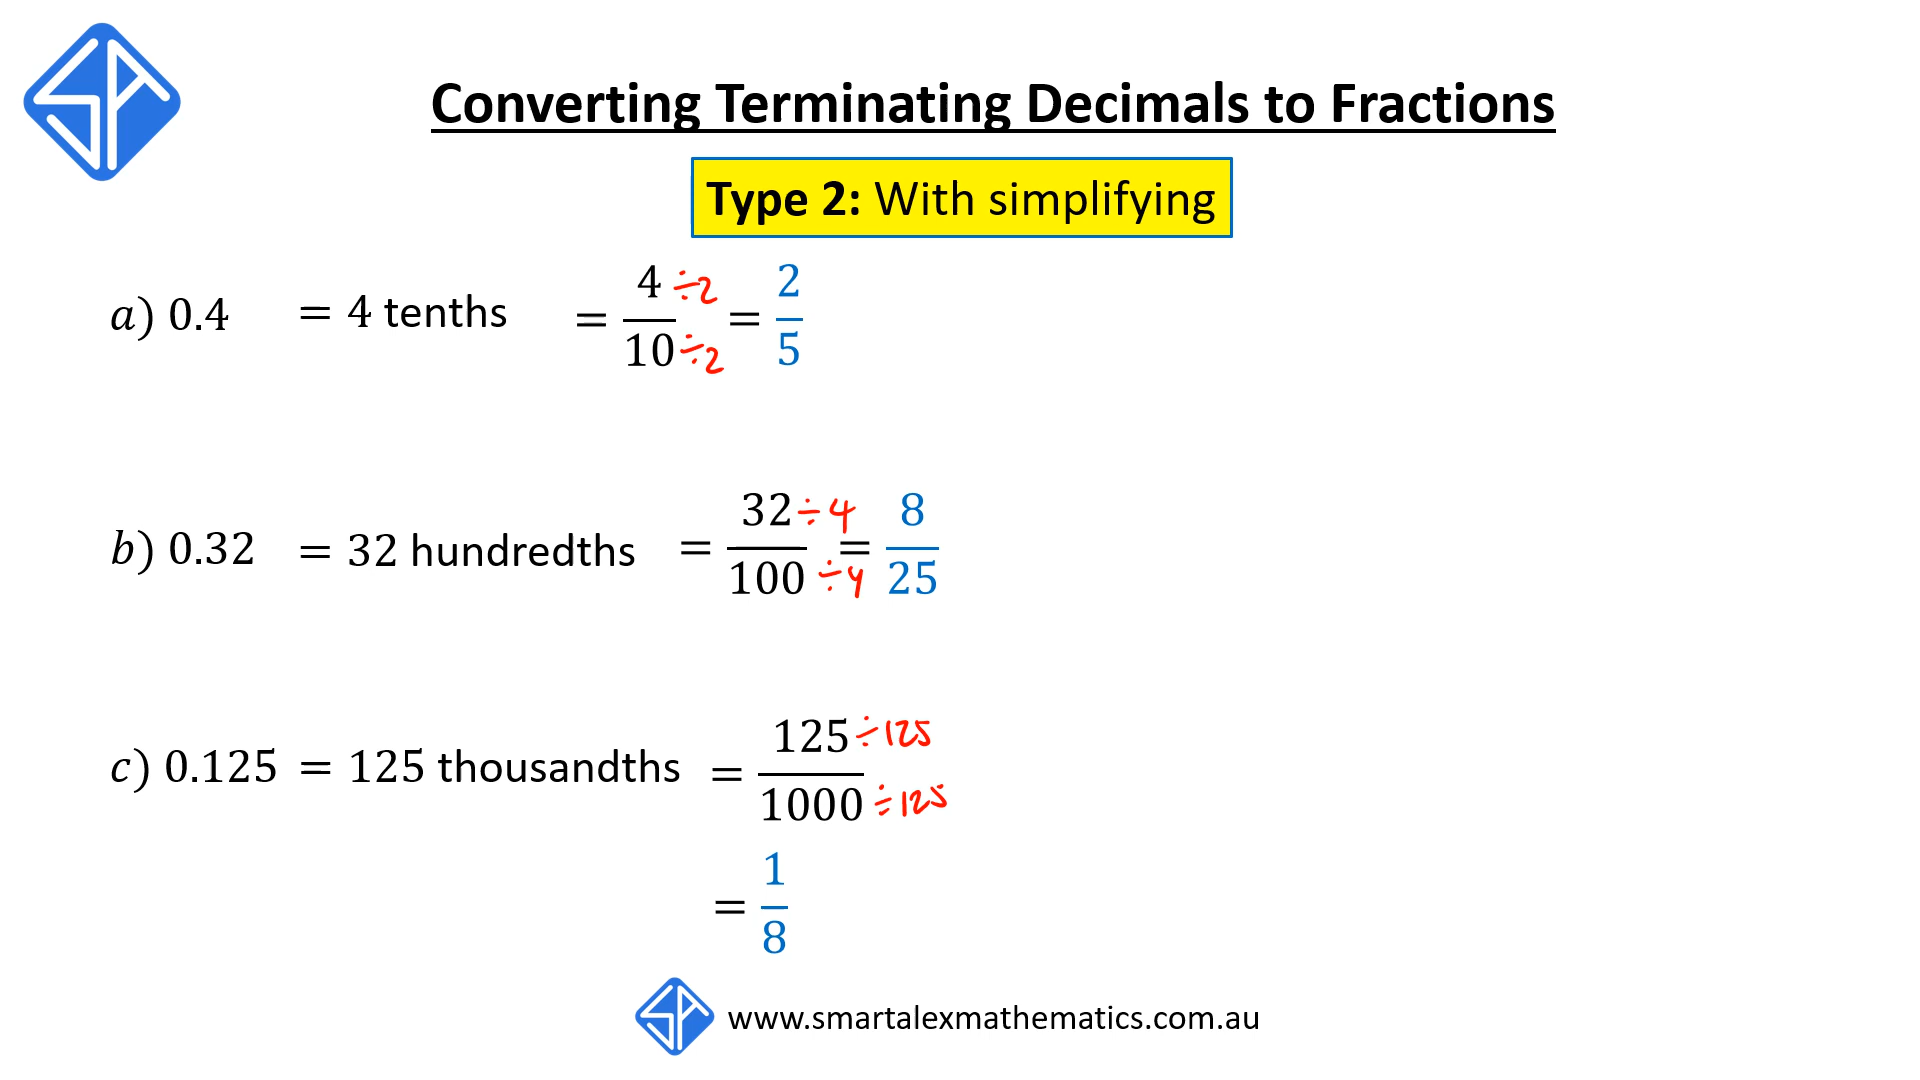 Converting Terminating Decimals to Fractions
Type 2: With simplifying
a) 0.4 = 4 tenths = 4/10 ÷2 ÷2 = 2/5
b) 0.32 = 32 hundredths = 32/100 ÷4 ÷4 = 8/25
c) 0.125 = 125 thousandths = 125/1000 ÷125 ÷125
= 1/8
www.smartalexmathematics.com.au